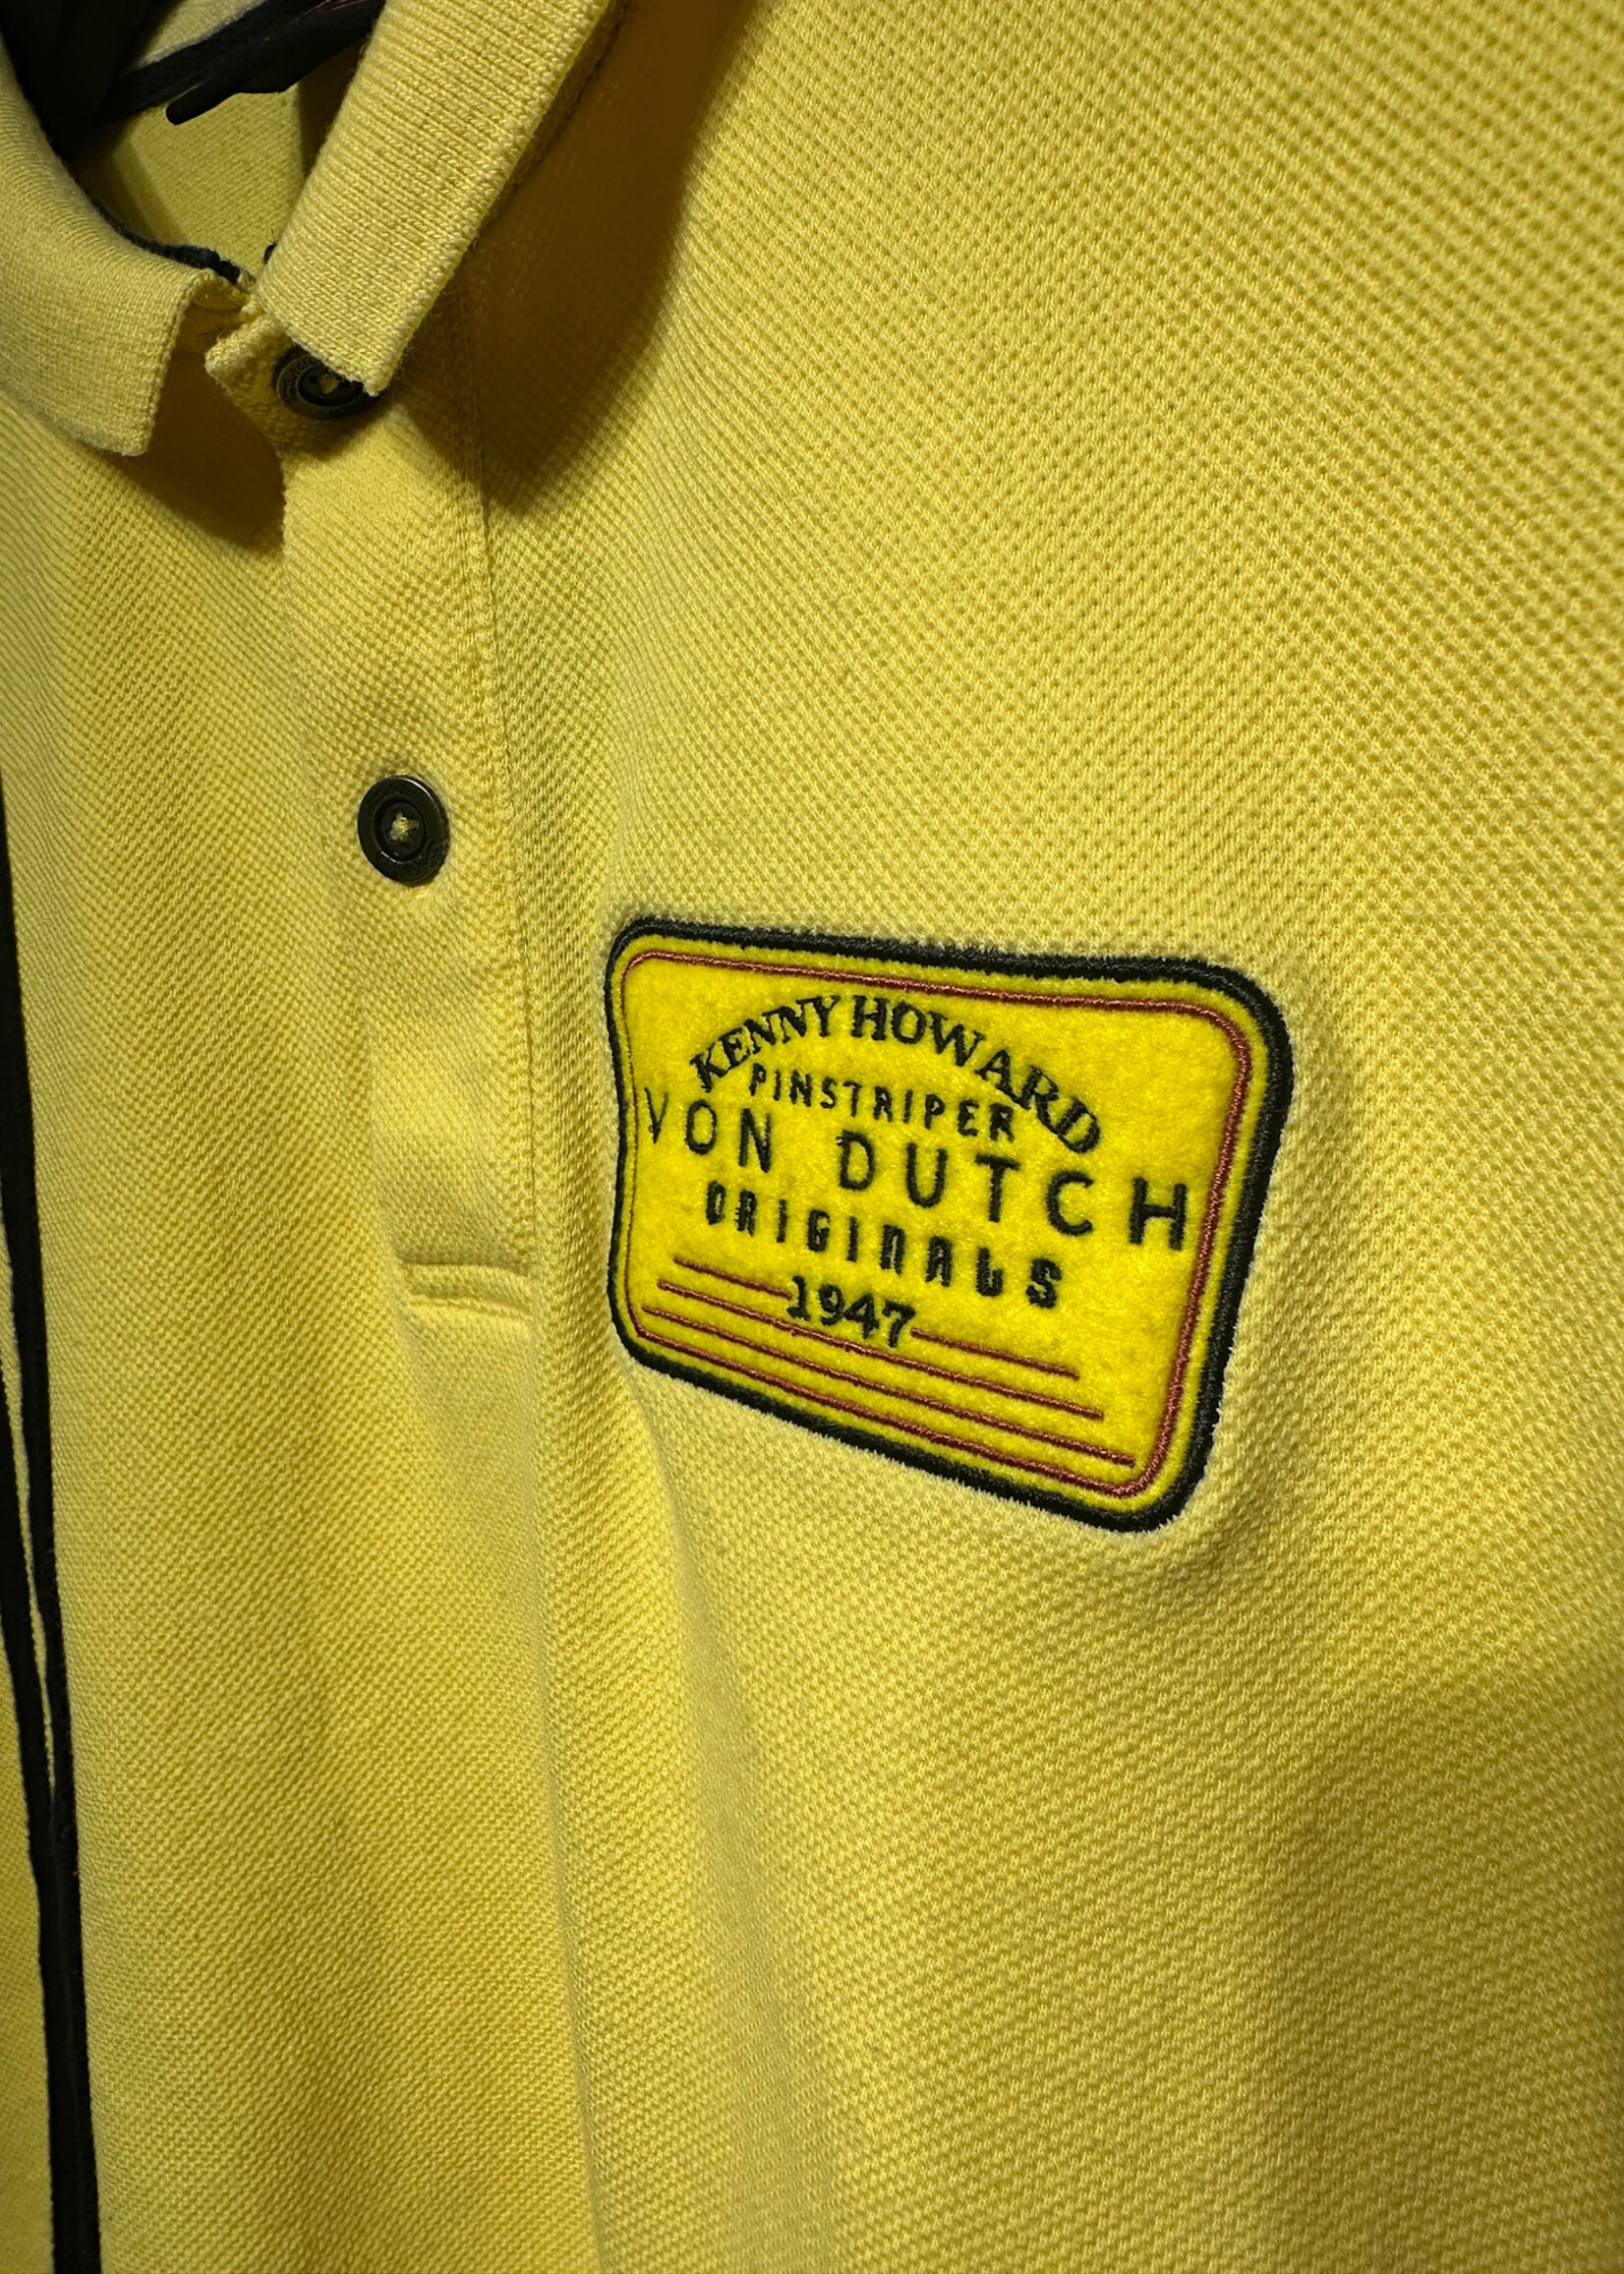 KENNY HOWARD
PINSTRIPER
VON DUTCH
ORIGINALS
1947